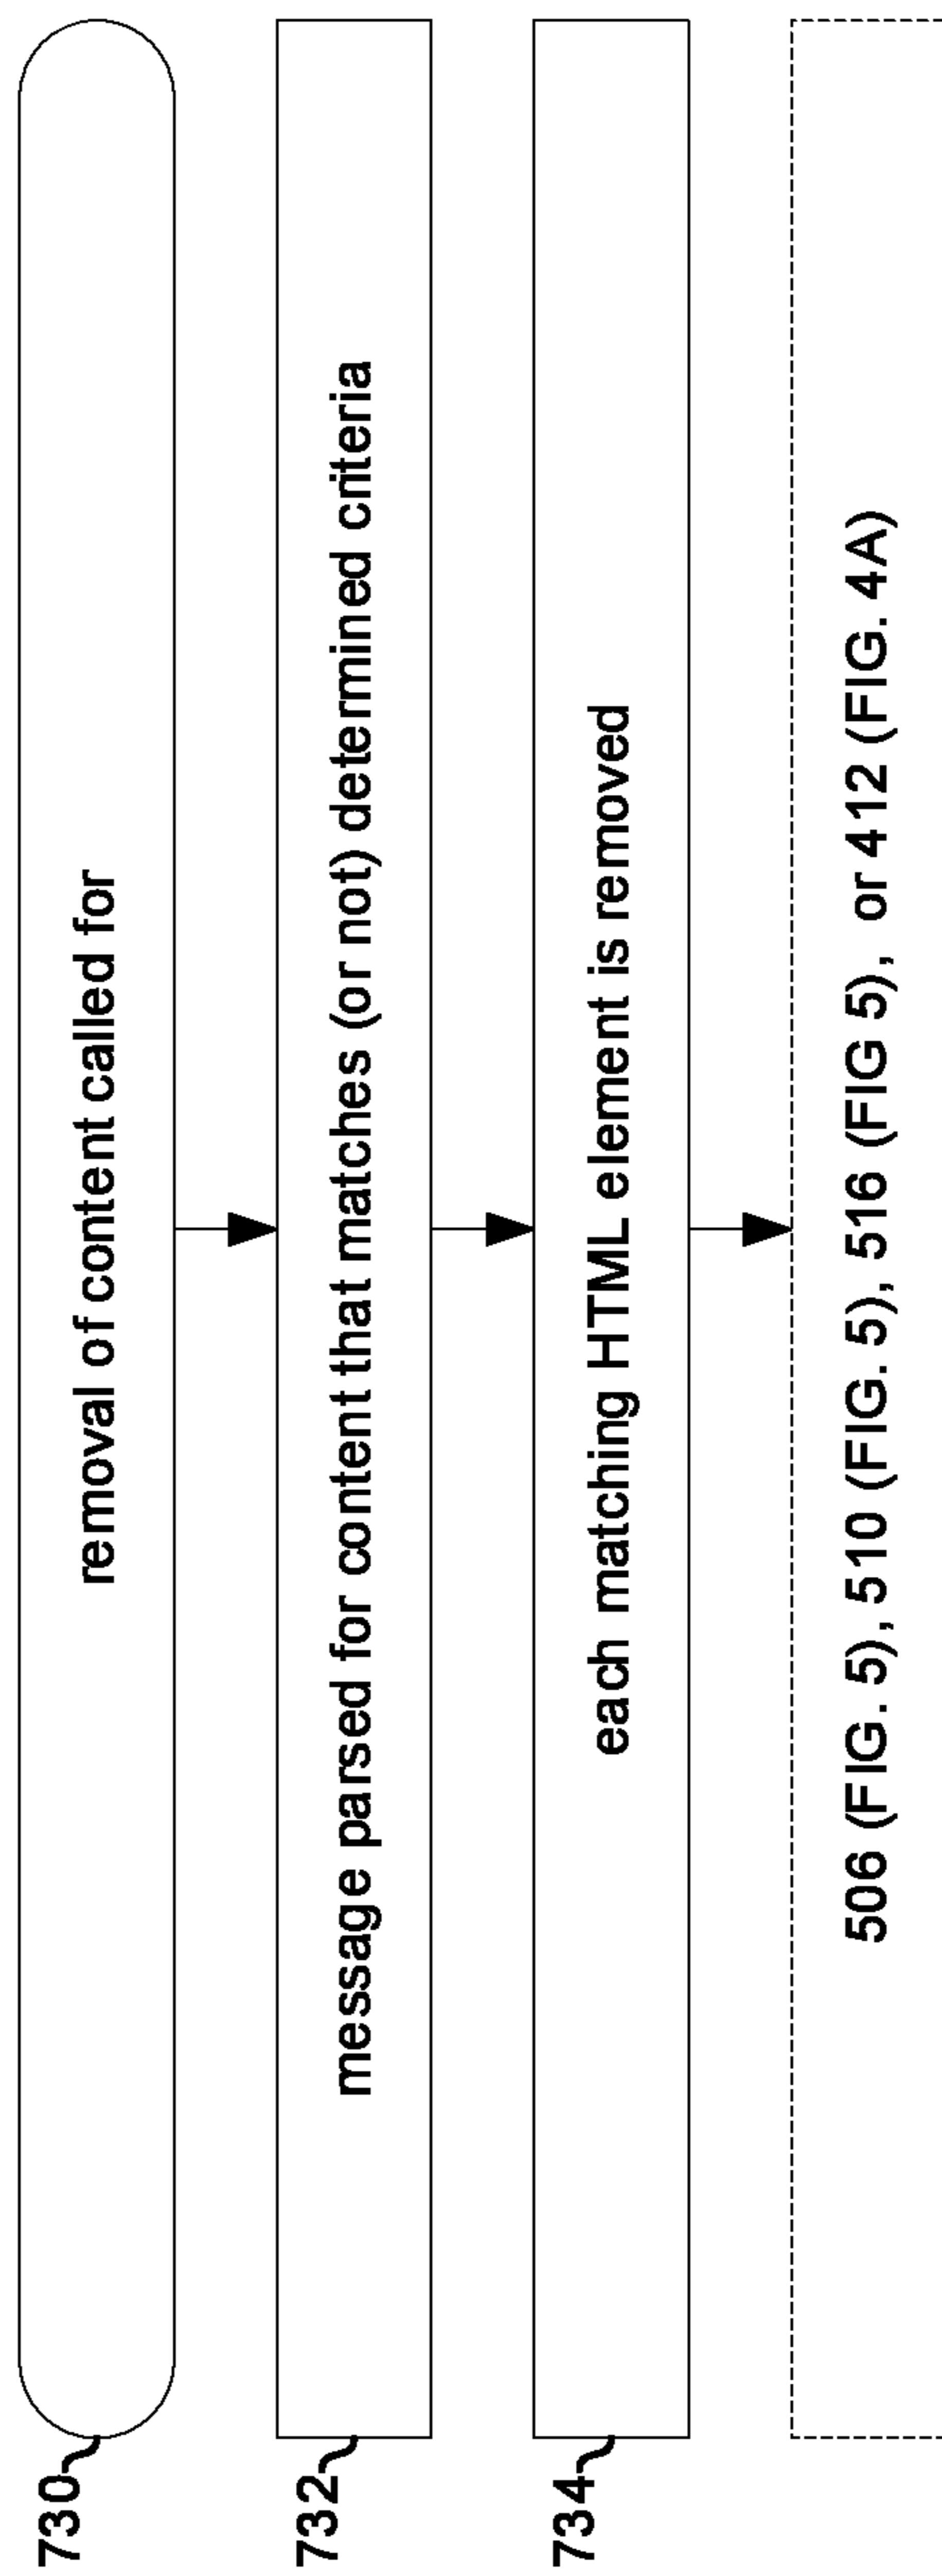 730
removal of content called for
732
message parsed for content that matches (or not) determined criteria
734
each matching HTML element is removed
506 (FIG. 5), 510 (FIG. 5), 516 (FIG 5), or 412 (FIG. 4A)